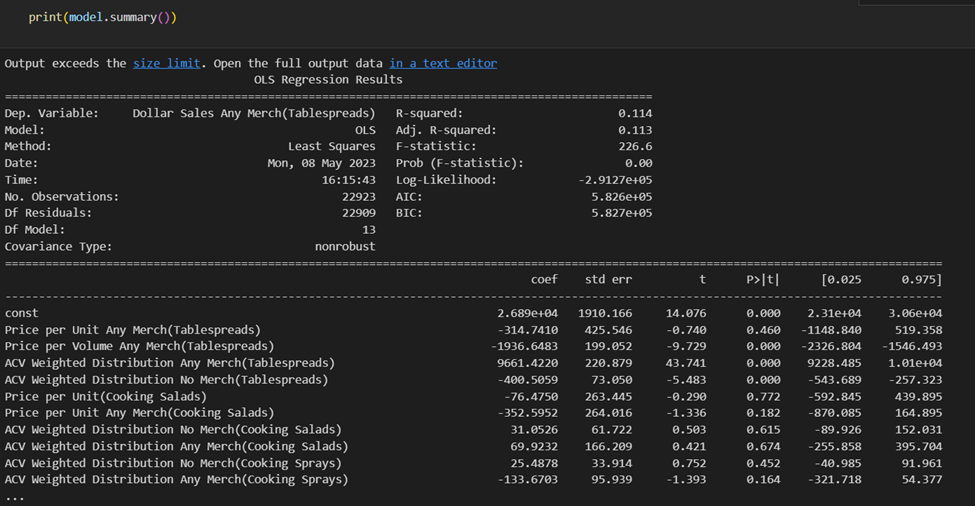 print(model.summary())
Output exceeds the size limit. Open the full output data in a text editor
OLS Regression Results
==============================================================================================
Dep. Variable: Dollar Sales Any Merch(Tablespreads) R-squared: 0.114
Model: OLS Adj. R-squared: 0.113
Method: Least Squares F-statistic: 226.6
Date: Mon, 08 May 2023 Prob (F-statistic): 0.00
Time: 16:15:43 Log-Likelihood: -2.9127e+05
No. Observations: 22923 AIC: 5.826e+05
Df Residuals: 22909 BIC: 5.827e+05
Df Model: 13
Covariance Type: nonrobust
==============================================================================================
coef std err t P>|t| [0.025 0.975]
----------------------------------------------------------------------------------------------
const 2.689e+04 1910.166 14.076 0.000 2.31e+04 3.06e+04
Price per Unit Any Merch(Tablespreads) -314.7410 425.546 -0.740 0.460 -1148.840 519.358
Price per Volume Any Merch(Tablespreads) -1936.6483 199.052 -9.729 0.000 -2326.804 -1546.493
ACV Weighted Distribution Any Merch(Tablespreads) 9661.4220 220.879 43.741 0.000 9228.485 1.01e+04
ACV Weighted Distribution No Merch(Tablespreads) -400.5059 73.050 -5.483 0.000 -543.689 -257.323
Price per Unit(Cooking Salads) -76.4750 263.445 -0.290 0.772 -592.845 439.895
Price per Unit Any Merch(Cooking Salads) -352.5952 264.016 -1.336 0.182 -870.085 164.895
ACV Weighted Distribution No Merch(Cooking Salads) 31.0526 61.722 0.503 0.615 -89.926 152.031
ACV Weighted Distribution Any Merch(Cooking Salads) 69.9232 166.209 0.421 0.674 -255.858 395.704
ACV Weighted Distribution No Merch(Cooking Sprays) 25.4878 33.914 0.752 0.452 -40.985 91.961
ACV Weighted Distribution Any Merch(Cooking Sprays) -133.6703 95.939 -1.393 0.164 -321.718 54.377
...